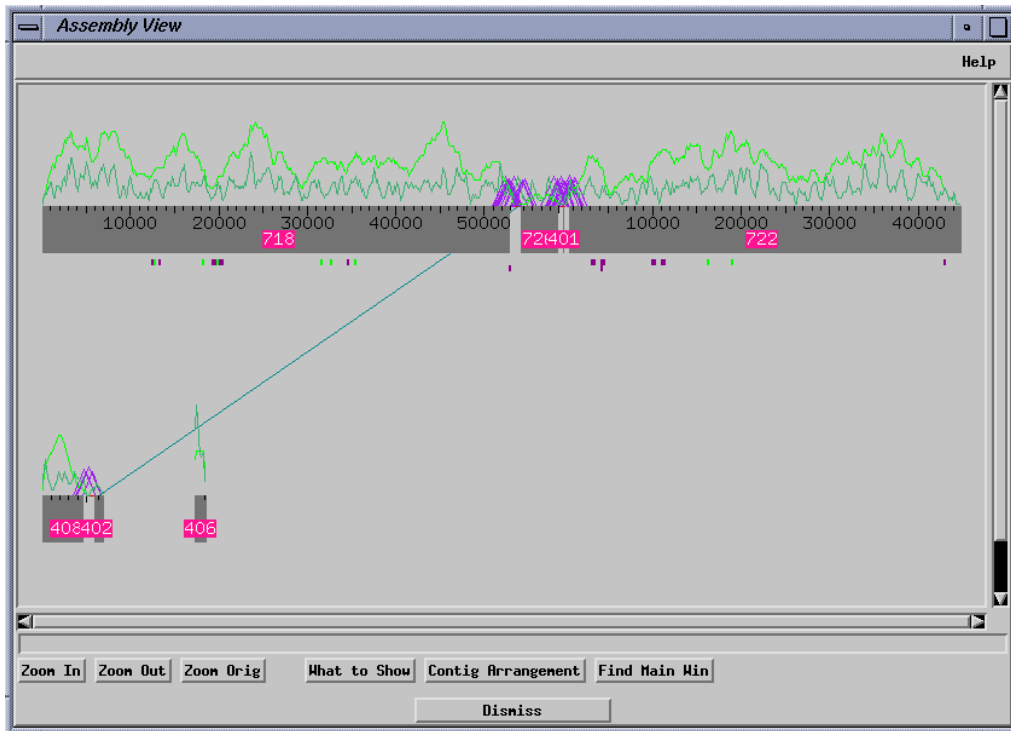 Assembly View
Help
10000 20000 30000 40000 50000 10000 20000 30000 40000
718 401 722
408 402 406
Zoom In Zoom Out Zoom Orig What to Show Contig Arrangement Find Main Win
Dismiss